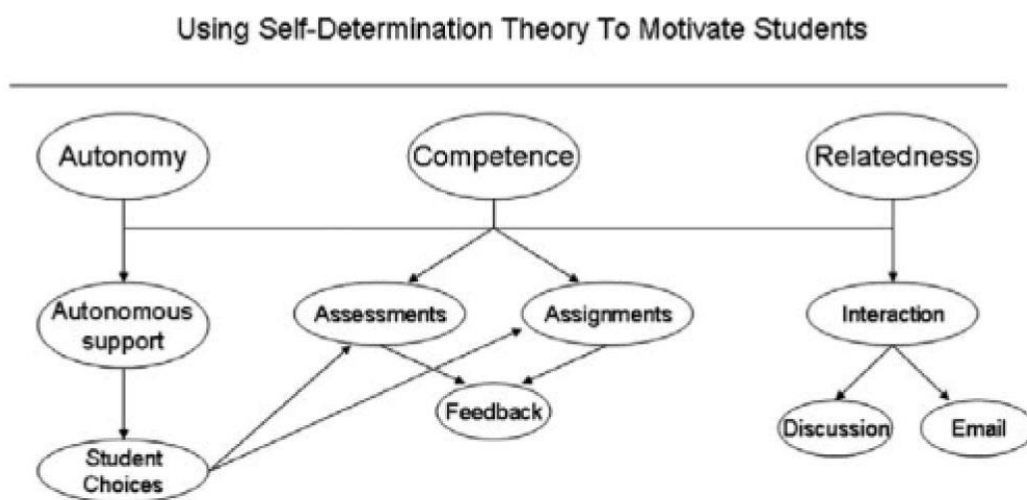 Using Self-Determination Theory To Motivate Students
Autonomy
Competence
Relatedness
Autonomous
support
Assessments
Assignments
Interaction
Feedback
Discussion
Email
Student
Choices